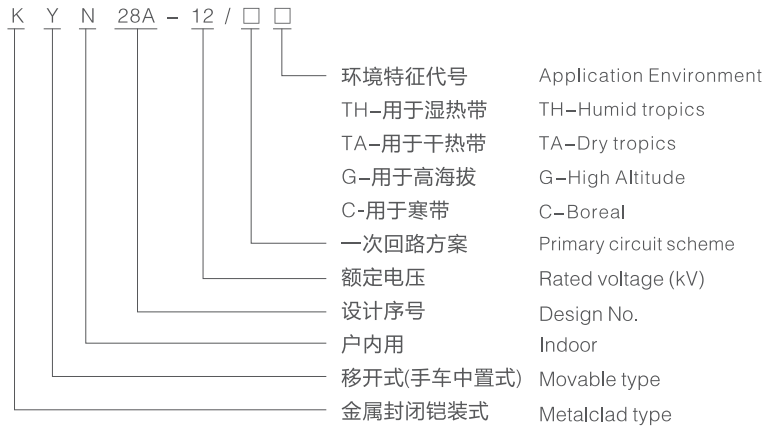 K Y N 28A - 12 / □ □
环境特征代号 Application Environment
TH-用于湿热带 TH-Humid tropics
TA-用于干热带 TA-Dry tropics
G-用于高海拔 G-High Altitude
C-用于寒带 C-Boreal
一次回路方案 Primary circuit scheme
额定电压 Rated voltage (kV)
设计序号 Design No.
户内用 Indoor
移开式(手车中置式) Movable type
金属封闭铠装式 Metalclad type